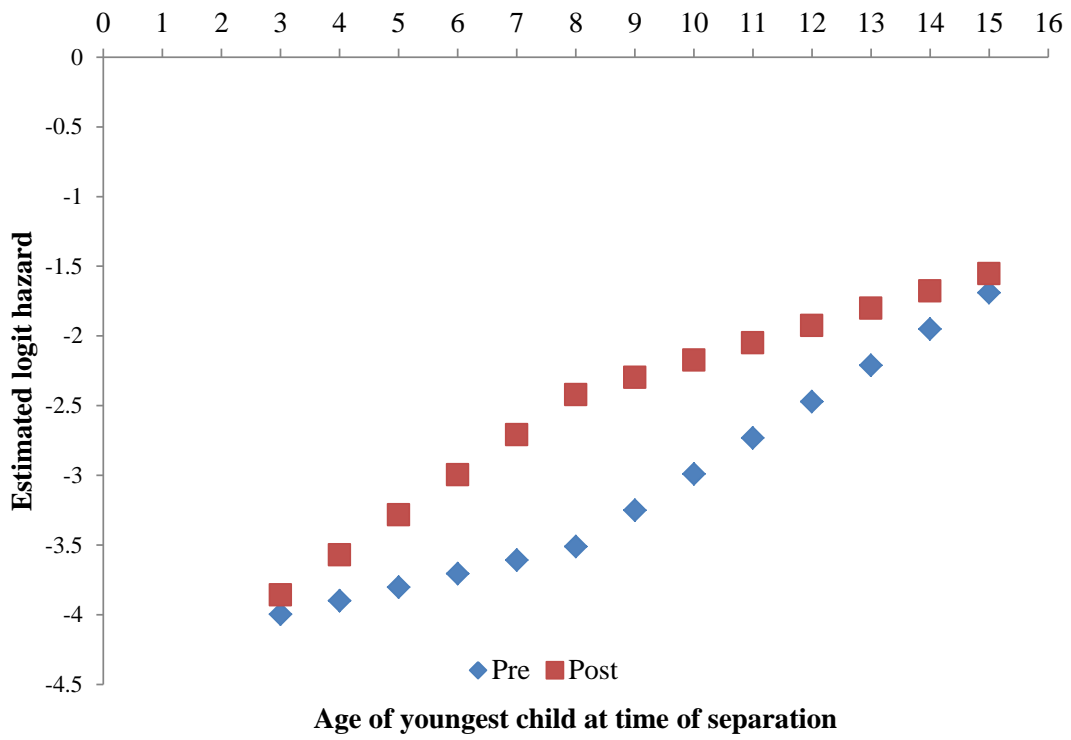 0 1 2 3 4 5 6 7 8 9 10 11 12 13 14 15 16
0
-0.5
-1
-1.5
-2
-2.5
-3
-3.5
-4
-4.5
Estimated logit hazard
Pre Post
Age of youngest child at time of separation